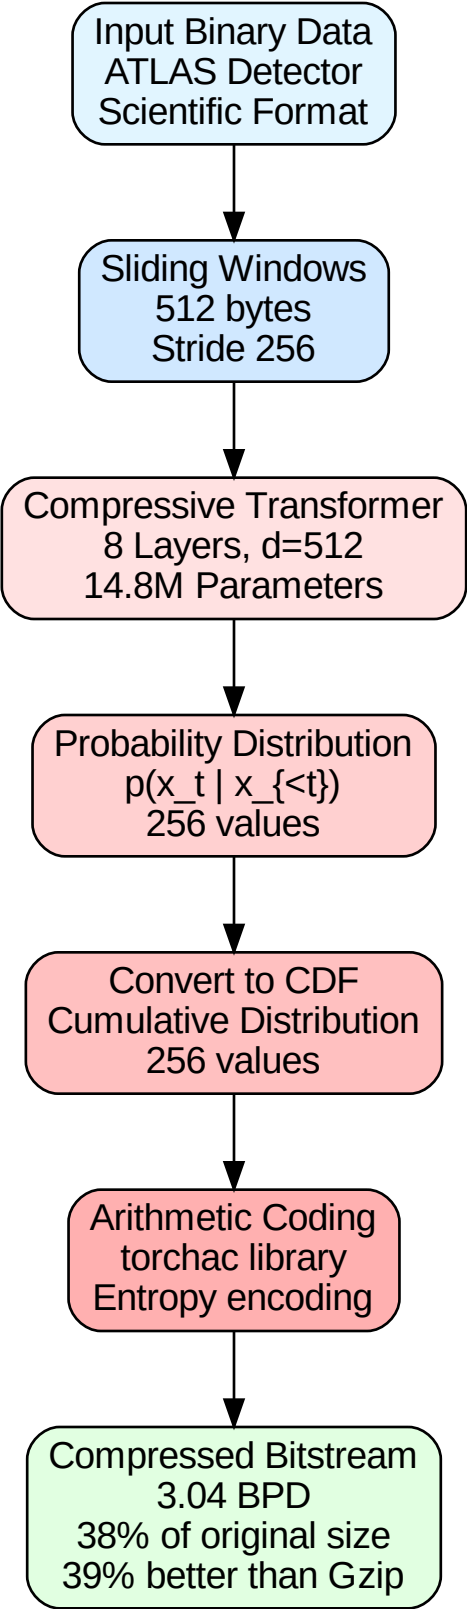 Input Binary Data
ATLAS Detector
Scientific Format
Sliding Windows
512 bytes
Stride 256
Compressive Transformer
8 Layers, d=512
14.8M Parameters
Probability Distribution
p(x_t | x_{<t})
256 values
Convert to CDF
Cumulative Distribution
256 values
Arithmetic Coding
torchac library
Entropy encoding
Compressed Bitstream
3.04 BPD
38% of original size
39% better than Gzip